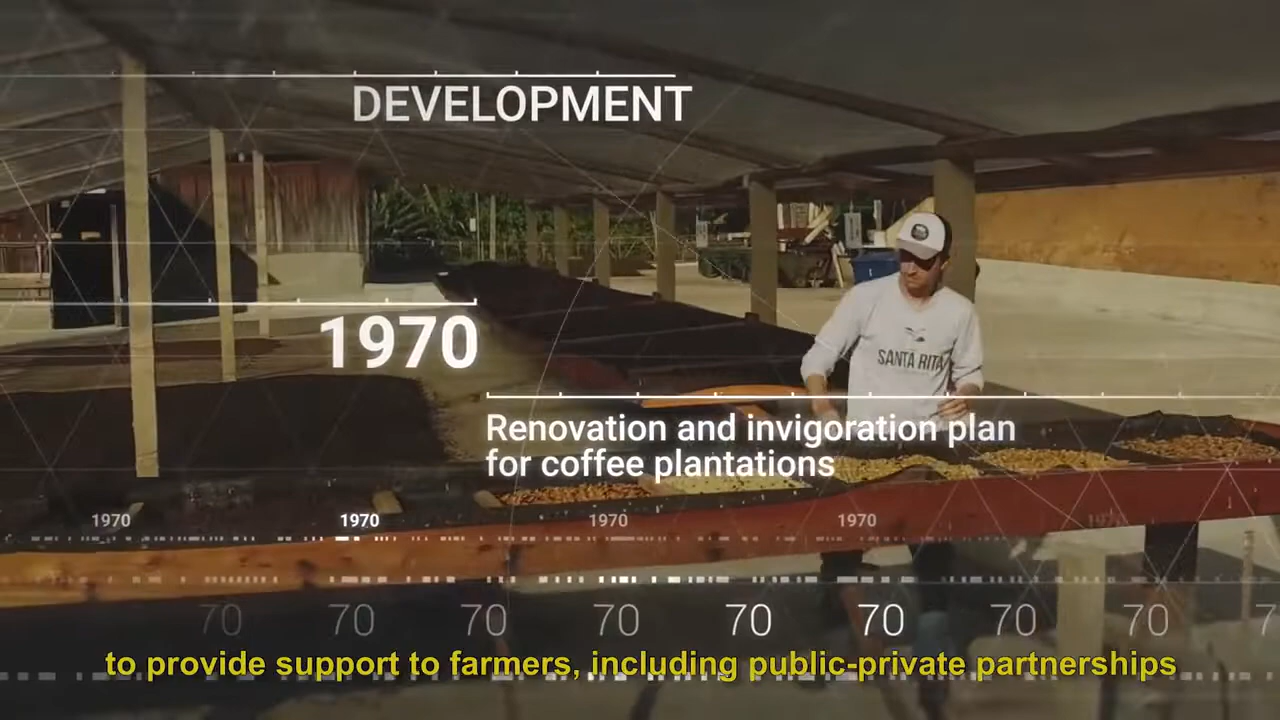 DEVELOPMENT
1970
SANTA RITA
Renovation and invigoration plan
for coffee plantations
1970 1970 1970 1970 1970
70 70 70 70 70 70 70 70
to provide support to farmers, including public-private partnerships